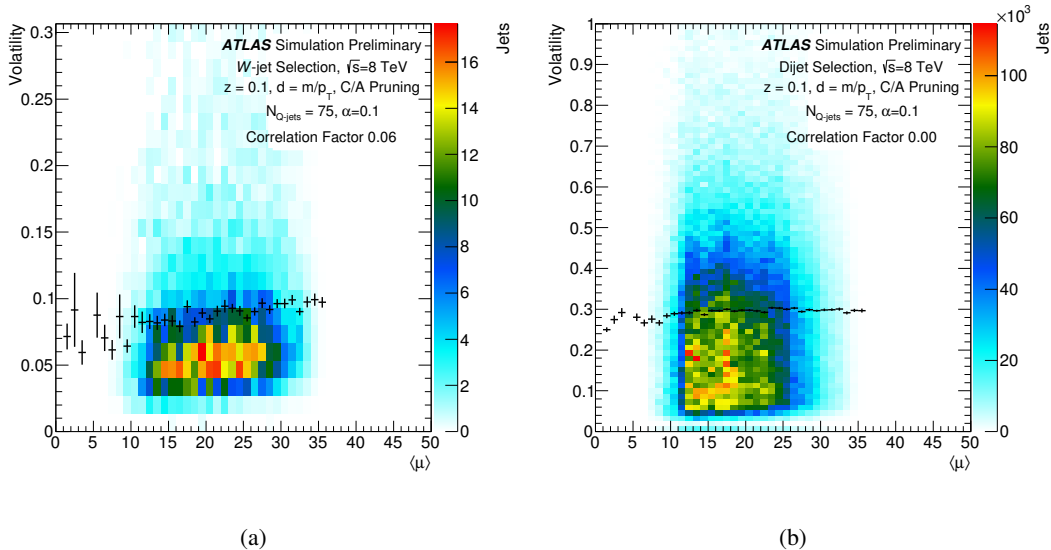 Volatility
0.3
0.25
0.2
0.15
0.1
0.05
0
0 5 10 15 20 25 30 35 40 45 50
⟨μ⟩
ATLAS Simulation Preliminary
W-jet Selection, √s=8 TeV
z = 0.1, d = m/p_T, C/A Pruning
N_Q-jets = 75, α=0.1
Correlation Factor 0.06
Jets
16
14
12
10
8
6
4
2
0
(a)
Volatility
1
0.9
0.8
0.7
0.6
0.5
0.4
0.3
0.2
0.1
0
0 5 10 15 20 25 30 35 40 45 50
⟨μ⟩
ATLAS Simulation Preliminary
Dijet Selection, √s=8 TeV
z = 0.1, d = m/p_T, C/A Pruning
N_Q-jets = 75, α=0.1
Correlation Factor 0.00
×10³
Jets
100
80
60
40
20
0
(b)